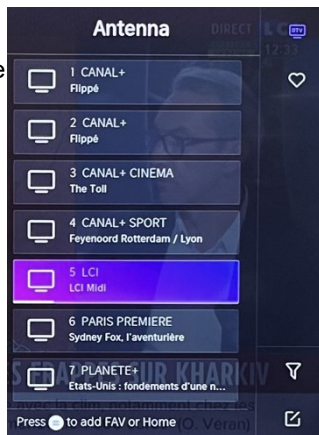 Antenna
DIRECT
DTV
12:33
e
1 CANAL+
Flippé
2 CANAL+
Flippé
3 CANAL+ CINEMA
The Toll
4 CANAL+ SPORT
Feyenoord Rotterdam / Lyon
5 LCI
LCI Midi
6 PARIS PREMIERE
Sydney Fox, l'aventurière
7 PLANETE+
Etats-Unis : fondements d'une n...
SUR KHARKIV
Press to add FAV or Home
(O. Veran)